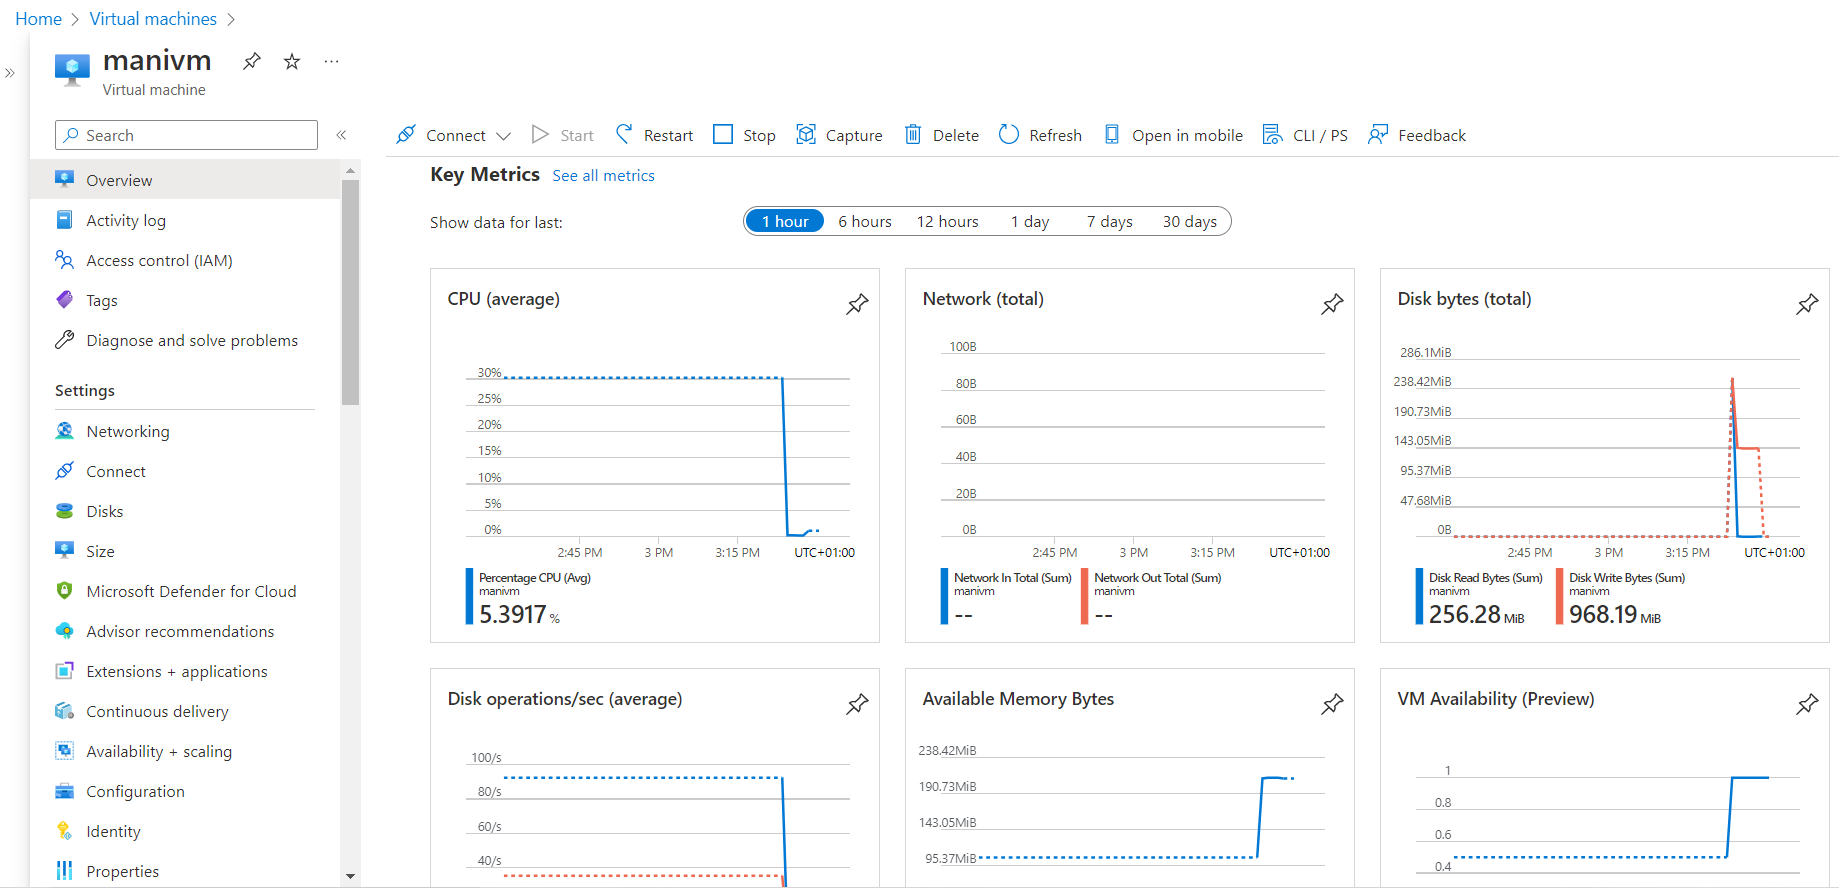 Home > Virtual machines >
manivm
Virtual machine
Search
Overview
Activity log
Access control (IAM)
Tags
Diagnose and solve problems
Settings
Networking
Connect
Disks
Size
Microsoft Defender for Cloud
Advisor recommendations
Extensions + applications
Continuous delivery
Availability + scaling
Configuration
Identity
Properties
Connect Start Restart Stop Capture Delete Refresh Open in mobile CLI / PS Feedback
Key Metrics See all metrics
Show data for last: 1 hour 6 hours 12 hours 1 day 7 days 30 days
CPU (average)
30%
25%
20%
15%
10%
5%
0%
2:45 PM 3 PM 3:15 PM UTC+01:00
Percentage CPU (Avg)
manivm
5.3917 %
Network (total)
100B
80B
60B
40B
20B
0B
2:45 PM 3 PM 3:15 PM UTC+01:00
Network In Total (Sum) Network Out Total (Sum)
manivm manivm
-- --
Disk bytes (total)
286.1MiB
238.42MiB
190.73MiB
143.05MiB
95.37MiB
47.68MiB
0B
2:45 PM 3 PM 3:15 PM UTC+01:00
Disk Read Bytes (Sum) Disk Write Bytes (Sum)
manivm manivm
256.28 MiB 968.19 MiB
Disk operations/sec (average)
100/s
80/s
60/s
40/s
Available Memory Bytes
238.42MiB
190.73MiB
143.05MiB
95.37MiB
VM Availability (Preview)
1
0.8
0.6
0.4